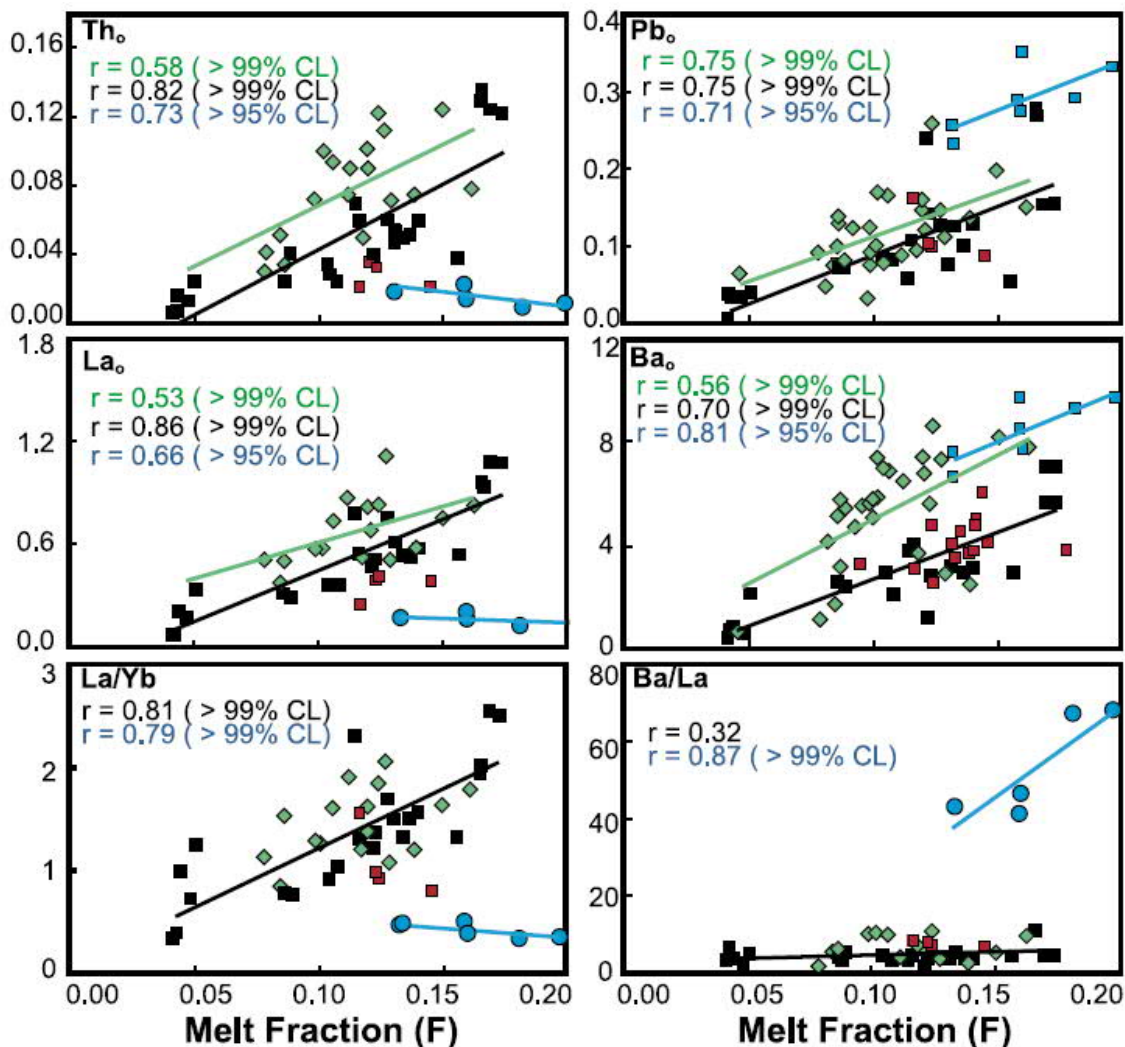 Th₀
r = 0.58 ( > 99% CL)
r = 0.82 ( > 99% CL)
r = 0.73 ( > 95% CL)
0.16
0.12
0.08
0.04
0.00
Pb₀
r = 0.75 ( > 99% CL)
r = 0.75 ( > 99% CL)
r = 0.71 ( > 95% CL)
0.4
0.3
0.2
0.1
0.0
La₀
r = 0.53 ( > 99% CL)
r = 0.86 ( > 99% CL)
r = 0.66 ( > 95% CL)
1.8
1.2
0.6
0.0
Ba₀
r = 0.56 ( > 99% CL)
r = 0.70 ( > 99% CL)
r = 0.81 ( > 95% CL)
12
8
4
0
La/Yb
r = 0.81 ( > 99% CL)
r = 0.79 ( > 99% CL)
3
2
1
0
0.00 0.05 0.10 0.15 0.20
Melt Fraction (F)
Ba/La
r = 0.32
r = 0.87 ( > 99% CL)
80
60
40
20
0
0.00 0.05 0.10 0.15 0.20
Melt Fraction (F)